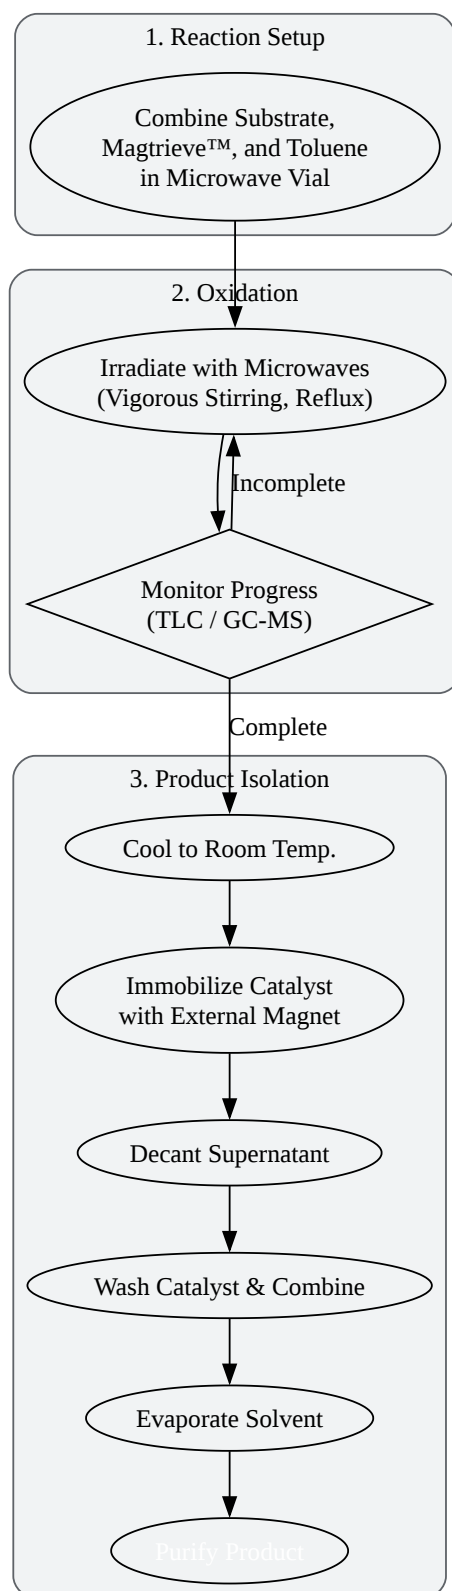 1. Reaction Setup
Combine Substrate,
Magtrieve™, and Toluene
in Microwave Vial
2. Oxidation
Irradiate with Microwaves
(Vigorous Stirring, Reflux)
Incomplete
Monitor Progress
(TLC / GC-MS)
Complete
3. Product Isolation
Cool to Room Temp.
Immobilize Catalyst
with External Magnet
Decant Supernatant
Wash Catalyst & Combine
Evaporate Solvent
Purify Product